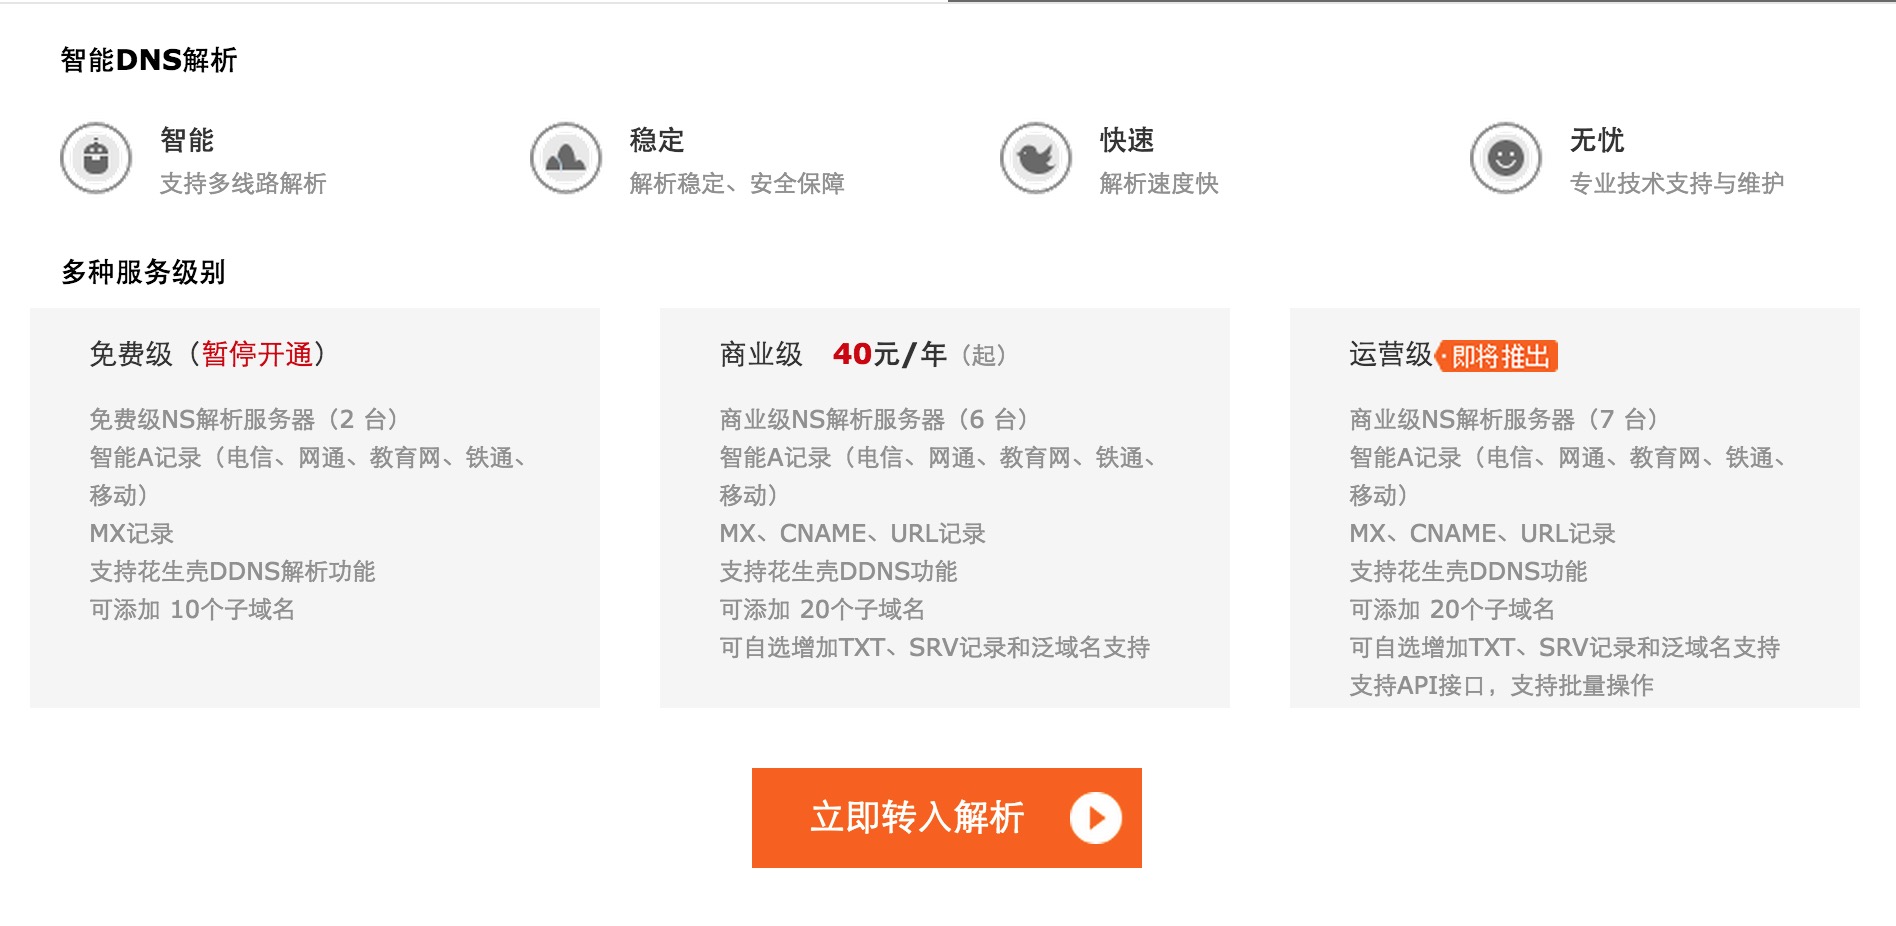 智能DNS解析
智能
支持多线路解析
稳定
解析稳定、安全保障
快速
解析速度快
无忧
专业技术支持与维护
多种服务级别
免费级（暂停开通）
免费级NS解析服务器（2 台）
智能A记录（电信、网通、教育网、铁通、
移动）
MX记录
支持花生壳DDNS解析功能
可添加 10个子域名
商业级 40元/年（起）
商业级NS解析服务器（6 台）
智能A记录（电信、网通、教育网、铁通、
移动）
MX、CNAME、URL记录
支持花生壳DDNS功能
可添加 20个子域名
可自选增加TXT、SRV记录和泛域名支持
运营级 即将推出
商业级NS解析服务器（7 台）
智能A记录（电信、网通、教育网、铁通、
移动）
MX、CNAME、URL记录
支持花生壳DDNS功能
可添加 20个子域名
可自选增加TXT、SRV记录和泛域名支持
支持API接口，支持批量操作
立即转入解析